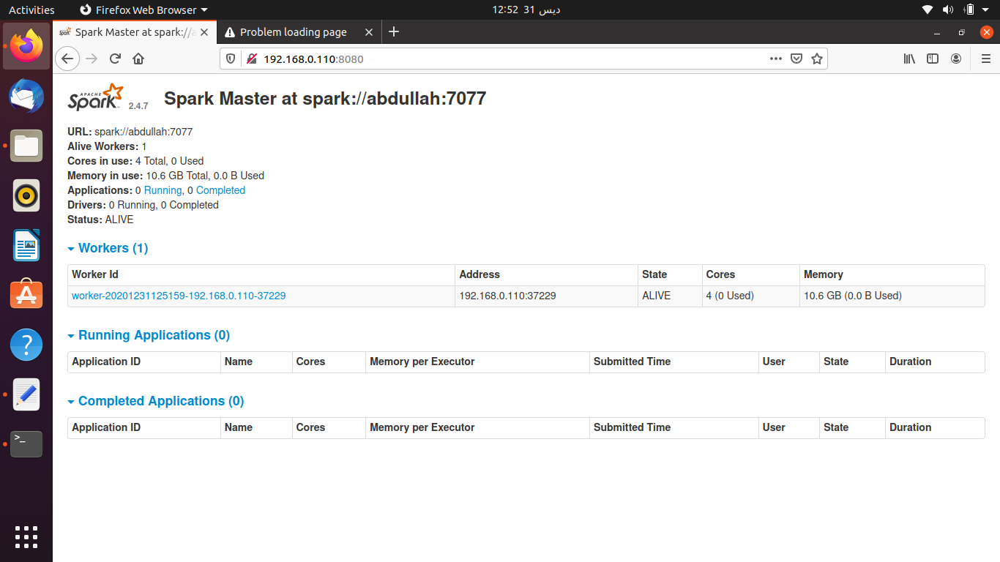 Activities
Firefox Web Browser
12:52 31 ديس
Spark Master at spark://a
Problem loading page
192.168.0.110:8080
APACHE
Spark
2.4.7
Spark Master at spark://abdullah:7077
URL: spark://abdullah:7077
Alive Workers: 1
Cores in use: 4 Total, 0 Used
Memory in use: 10.6 GB Total, 0.0 B Used
Applications: 0 Running, 0 Completed
Drivers: 0 Running, 0 Completed
Status: ALIVE
Workers (1)
Worker Id Address State Cores Memory
worker-20201231125159-192.168.0.110-37229 192.168.0.110:37229 ALIVE 4 (0 Used) 10.6 GB (0.0 B Used)
Running Applications (0)
Application ID Name Cores Memory per Executor Submitted Time User State Duration
Completed Applications (0)
Application ID Name Cores Memory per Executor Submitted Time User State Duration